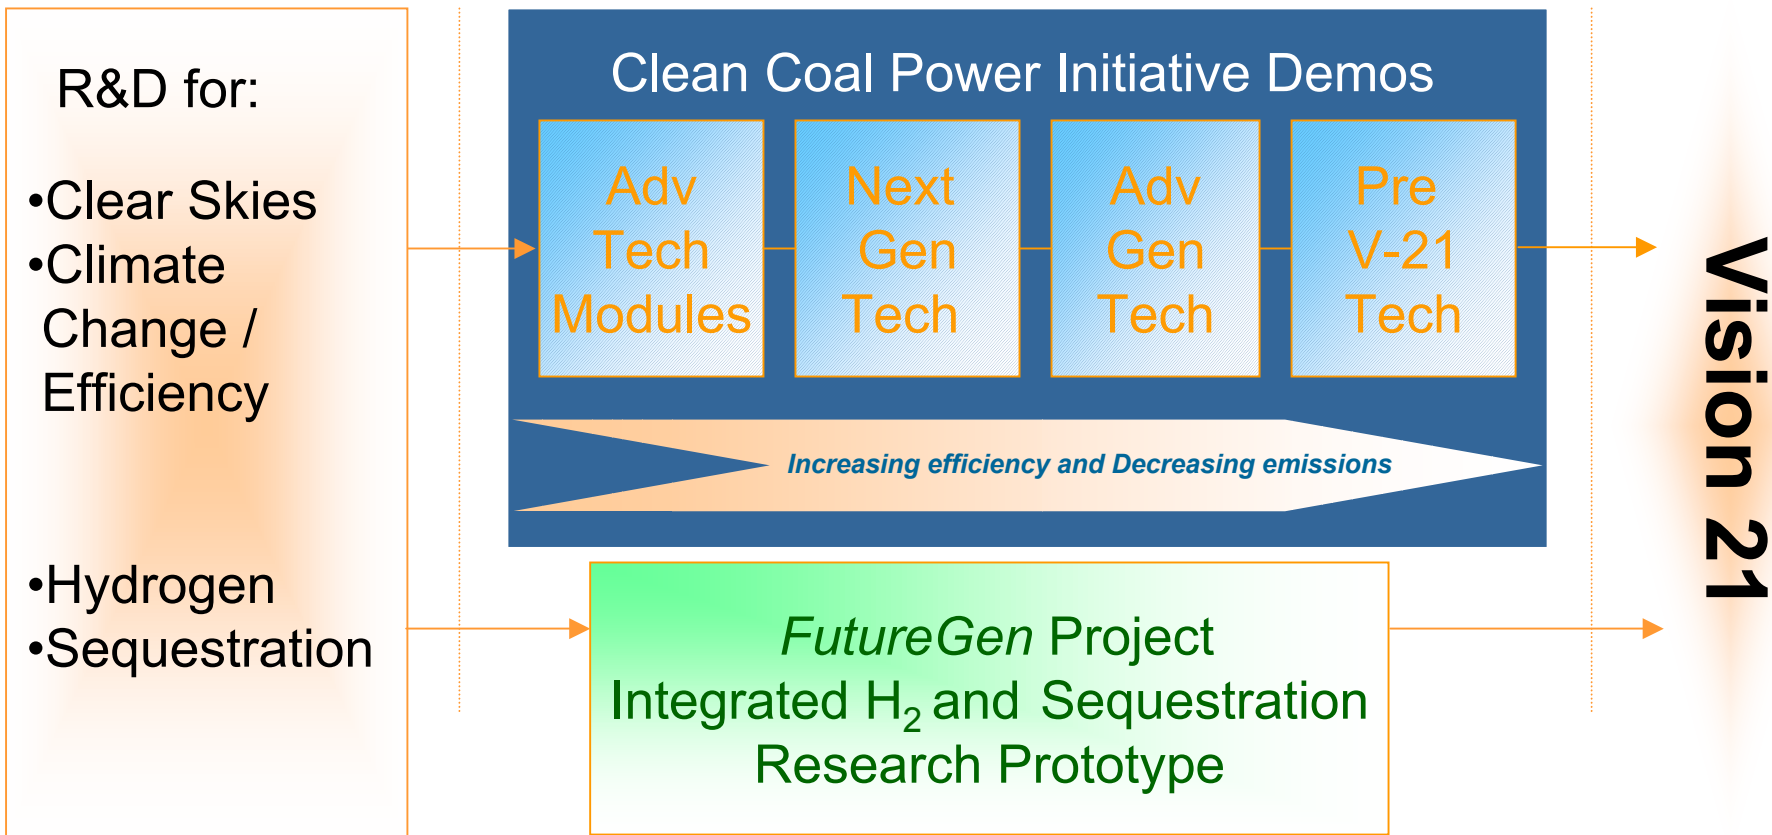 R&D for:
•Clear Skies
•Climate
Change /
Efficiency
•Hydrogen
•Sequestration
Clean Coal Power Initiative Demos
Adv
Tech
Modules
Next
Gen
Tech
Adv
Gen
Tech
Pre
V-21
Tech
Increasing efficiency and Decreasing emissions
FutureGen Project
Integrated H₂ and Sequestration
Research Prototype
Vision 21